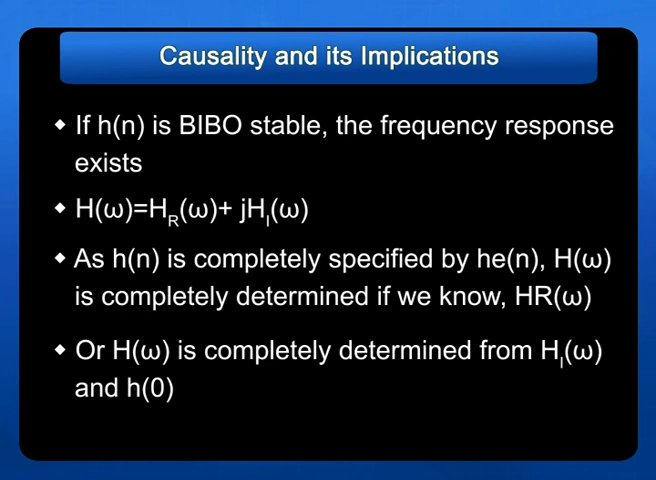 Causality and its Implications
◆ If h(n) is BIBO stable, the frequency response
exists
◆ H(ω)=H_R(ω)+ jH_I(ω)
◆ As h(n) is completely specified by he(n), H(ω)
is completely determined if we know, HR(ω)
◆ Or H(ω) is completely determined from H_I(ω)
and h(0)